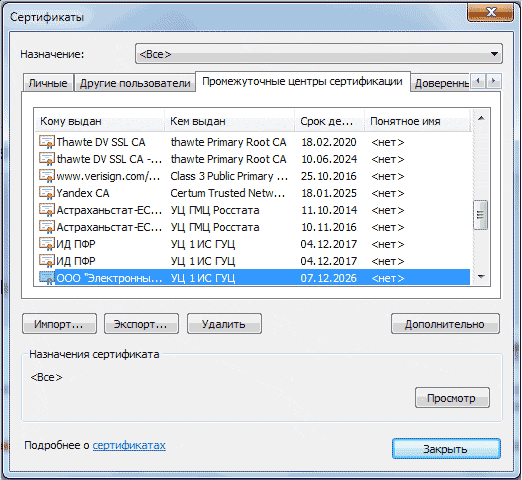 Сертификаты
Назначение: <Все>
Личные Другие пользователи Промежуточные центры сертификации Доверенны
Кому выдан Кем выдан Срок де... Понятное имя
Thawte DV SSL CA thawte Primary Root CA 18.02.2020 <нет>
thawte DV SSL CA -... thawte Primary Root CA 10.06.2024 <нет>
www.verisign.com/... Class 3 Public Primary ... 25.10.2016 <нет>
Yandex CA Certum Trusted Netw... 18.01.2025 <нет>
Астраханьстат-ЕС... УЦ ГМЦ Росстата 11.10.2014 <нет>
Астраханьстат-ЕС... УЦ ГМЦ Росстата 10.11.2016 <нет>
ИД ПФР УЦ 1 ИС ГУЦ 04.12.2017 <нет>
ИД ПФР УЦ 1 ИС ГУЦ 04.12.2017 <нет>
ООО "Электронны... УЦ 1 ИС ГУЦ 07.12.2026 <нет>
Импорт... Экспорт... Удалить Дополнительно
Назначения сертификата
<Все>
Просмотр
Подробнее о сертификатах
Закрыть